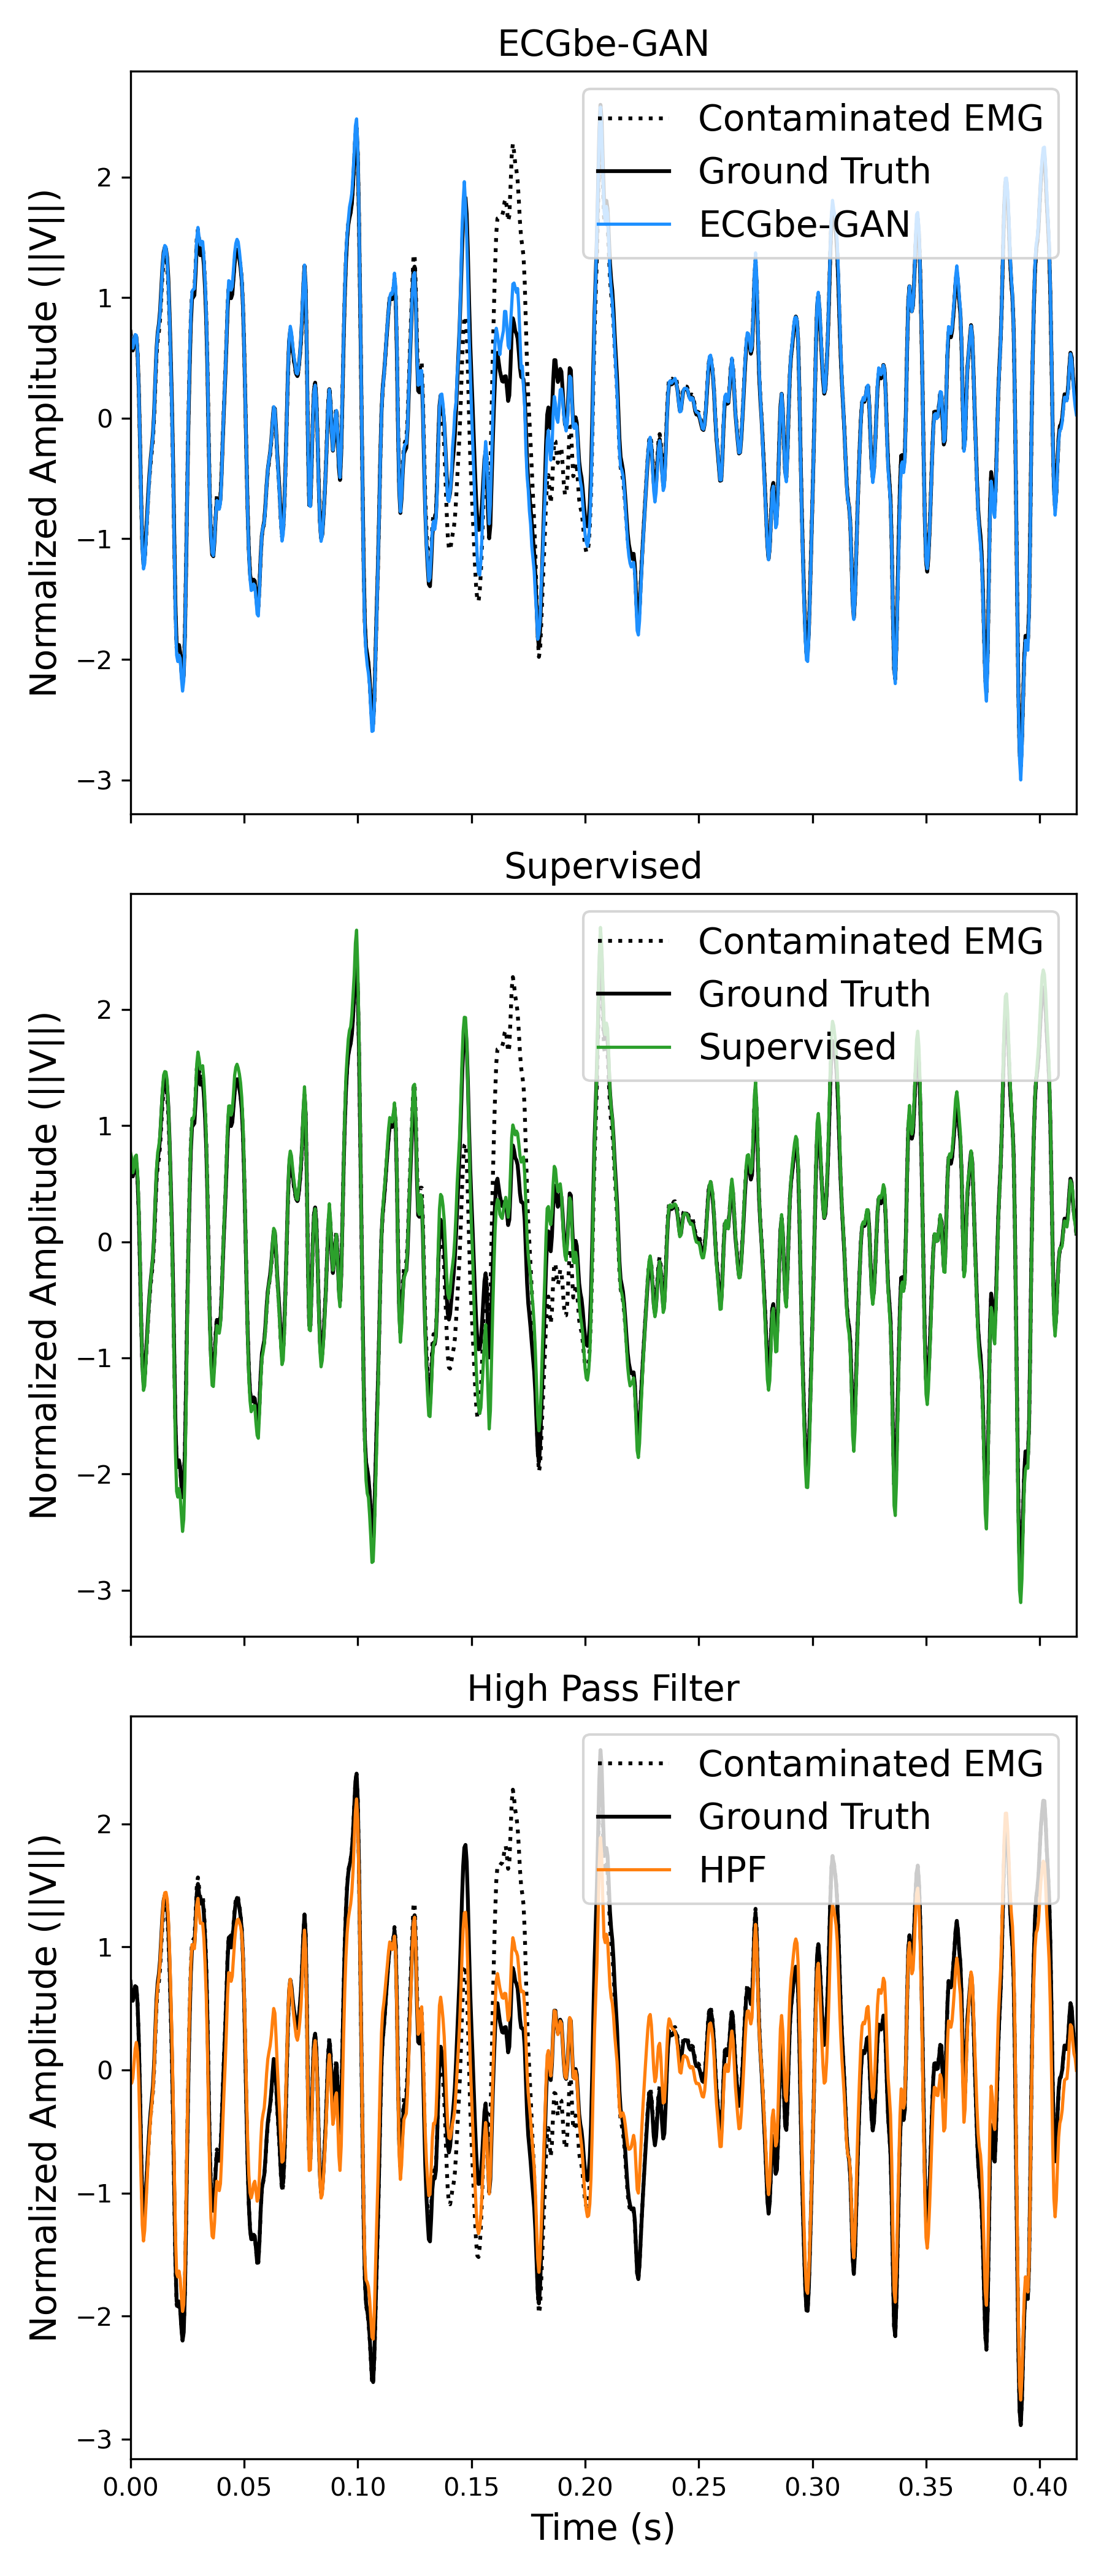 ECGbe-GAN
Contaminated EMG
Ground Truth
ECGbe-GAN
Normalized Amplitude (||V||)
2
1
0
−1
−2
−3
Supervised
Contaminated EMG
Ground Truth
Supervised
Normalized Amplitude (||V||)
2
1
0
−1
−2
−3
High Pass Filter
Contaminated EMG
Ground Truth
HPF
Normalized Amplitude (||V||)
2
1
0
−1
−2
−3
0.00 0.05 0.10 0.15 0.20 0.25 0.30 0.35 0.40
Time (s)